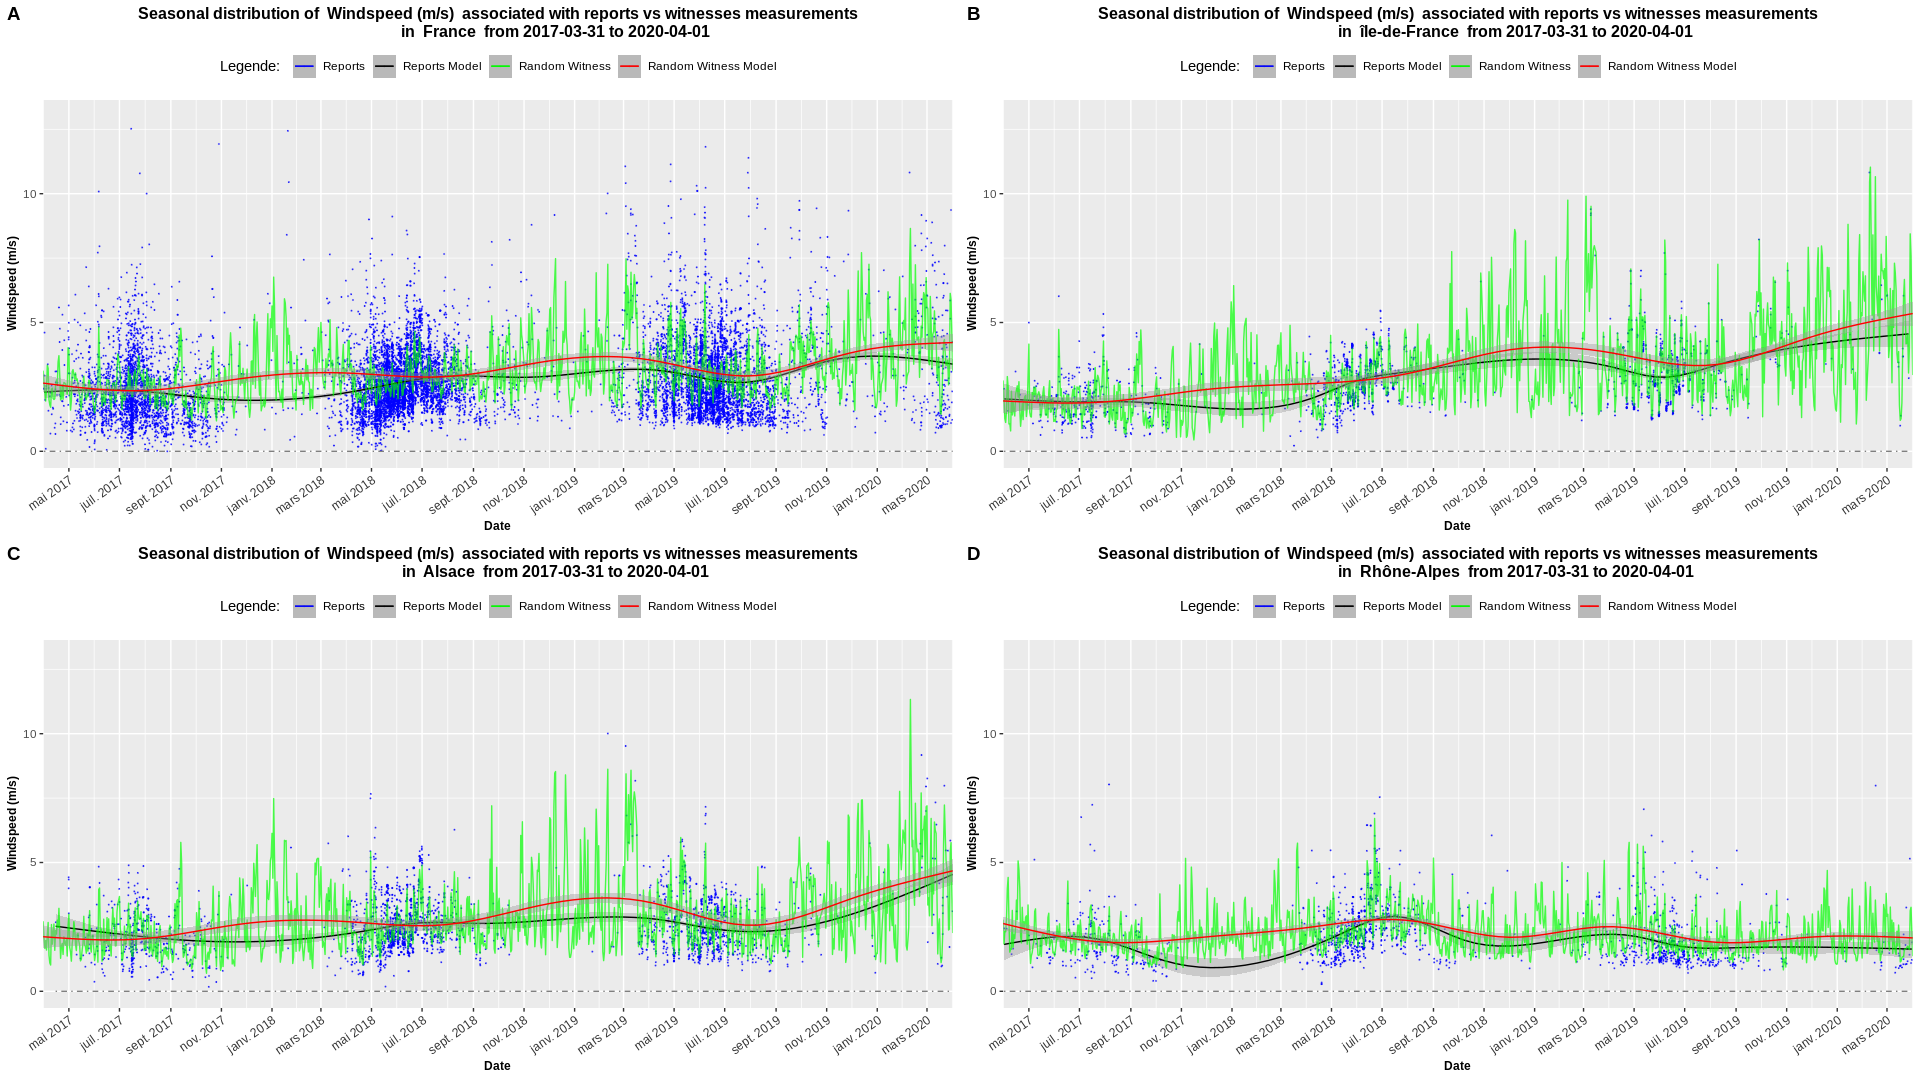 A
Seasonal distribution of Windspeed (m/s) associated with reports vs witnesses measurements
in France from 2017-03-31 to 2020-04-01
Legende: Reports Reports Model Random Witness Random Witness Model
Windspeed (m/s)
10
5
0
mai 2017 juil. 2017 sept. 2017 nov. 2017 janv. 2018 mars 2018 mai 2018 juil. 2018 sept. 2018 nov. 2018 janv. 2019 mars 2019 mai 2019 juil. 2019 sept. 2019 nov. 2019 janv. 2020 mars 2020
Date
B
Seasonal distribution of Windspeed (m/s) associated with reports vs witnesses measurements
in île-de-France from 2017-03-31 to 2020-04-01
Legende: Reports Reports Model Random Witness Random Witness Model
Windspeed (m/s)
10
5
0
mai 2017 juil. 2017 sept. 2017 nov. 2017 janv. 2018 mars 2018 mai 2018 juil. 2018 sept. 2018 nov. 2018 janv. 2019 mars 2019 mai 2019 juil. 2019 sept. 2019 nov. 2019 janv. 2020 mars 2020
Date
C
Seasonal distribution of Windspeed (m/s) associated with reports vs witnesses measurements
in Alsace from 2017-03-31 to 2020-04-01
Legende: Reports Reports Model Random Witness Random Witness Model
Windspeed (m/s)
10
5
0
mai 2017 juil. 2017 sept. 2017 nov. 2017 janv. 2018 mars 2018 mai 2018 juil. 2018 sept. 2018 nov. 2018 janv. 2019 mars 2019 mai 2019 juil. 2019 sept. 2019 nov. 2019 janv. 2020 mars 2020
Date
D
Seasonal distribution of Windspeed (m/s) associated with reports vs witnesses measurements
in Rhône-Alpes from 2017-03-31 to 2020-04-01
Legende: Reports Reports Model Random Witness Random Witness Model
Windspeed (m/s)
10
5
0
mai 2017 juil. 2017 sept. 2017 nov. 2017 janv. 2018 mars 2018 mai 2018 juil. 2018 sept. 2018 nov. 2018 janv. 2019 mars 2019 mai 2019 juil. 2019 sept. 2019 nov. 2019 janv. 2020 mars 2020
Date